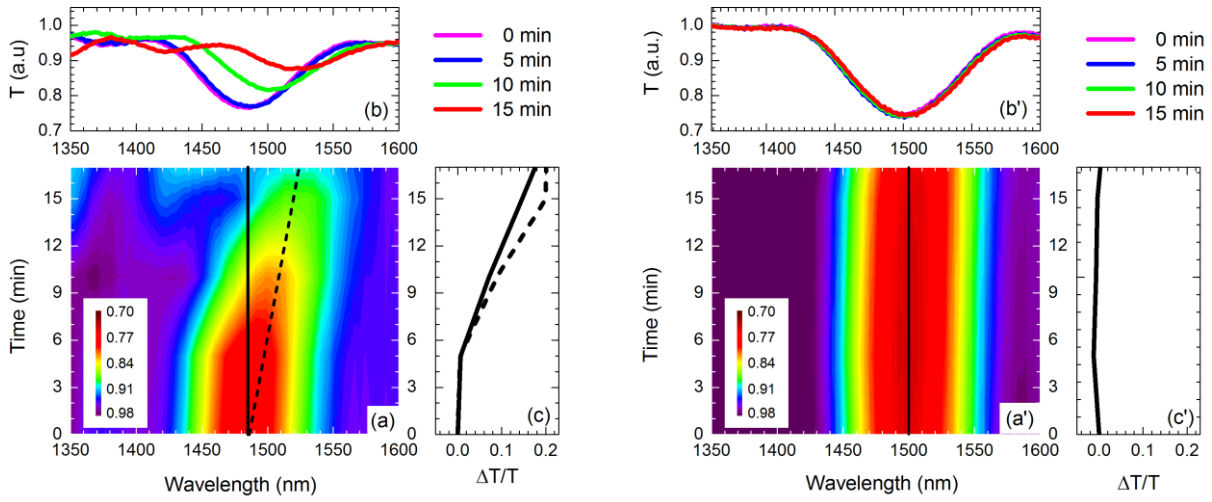 T (a.u)
1.0
0.9
0.8
0.7
(b)
1350 1400 1450 1500 1550 1600
0 min
5 min
10 min
15 min
Time (min)
15
12
9
6
3
0
0.70
0.77
0.84
0.91
0.98
(a)
1350 1400 1450 1500 1550 1600
Wavelength (nm)
15
12
9
6
3
0
(c)
0.0 0.1 0.2
ΔT/T
T (a.u.)
1.0
0.9
0.8
0.7
(b')
1350 1400 1450 1500 1550 1600
0 min
5 min
10 min
15 min
Time (min)
15
12
9
6
3
0
0.70
0.77
0.84
0.91
0.98
(a')
1350 1400 1450 1500 1550 1600
Wavelength (nm)
15
12
9
6
3
0
(c')
0.0 0.1 0.2
ΔT/T